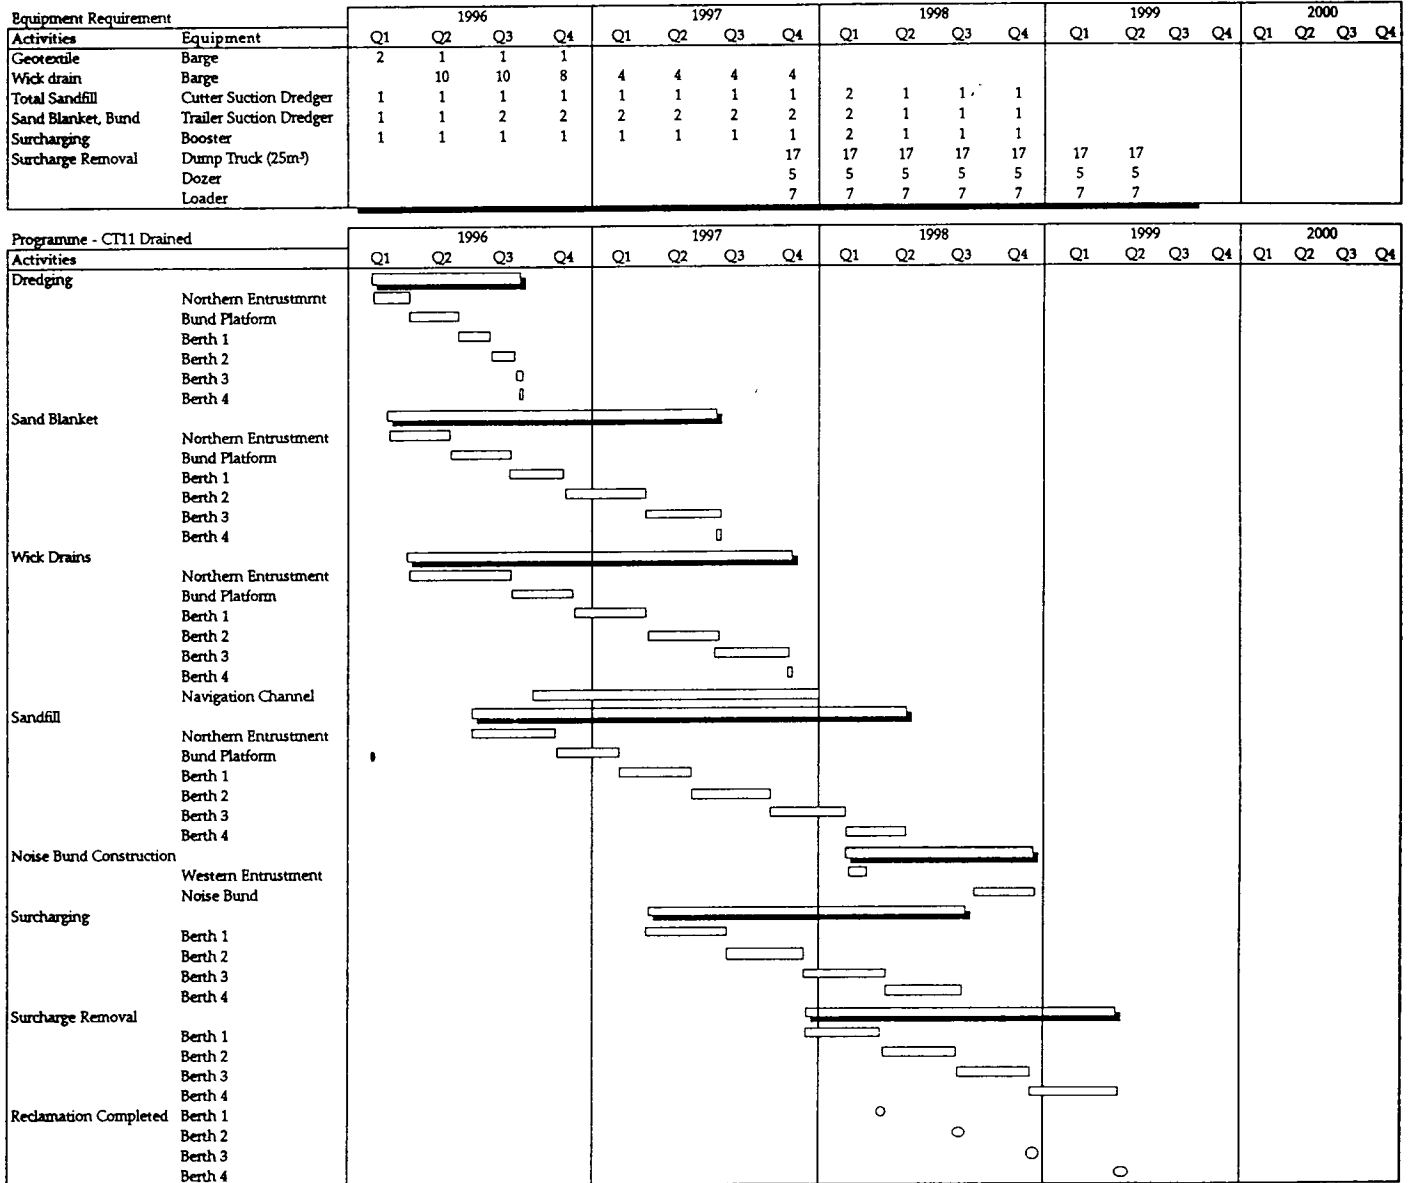 Equipment Requirement 1996 1997 1998 1999 2000
Activities Equipment Q1 Q2 Q3 Q4 Q1 Q2 Q3 Q4 Q1 Q2 Q3 Q4 Q1 Q2 Q3 Q4 Q1 Q2 Q3 Q4
Geotextile Barge 2 1 1 1
Wick drain Barge 10 10 8 4 4 4 4
Total Sandfill Cutter Suction Dredger 1 1 1 1 1 1 1 1 2 1 1 1
Sand Blanket, Bund Trailer Suction Dredger 1 1 2 2 2 2 2 2 2 1 1 1
Surcharging Booster 1 1 1 1 1 1 1 1 2 1 1 1
Surcharge Removal Dump Truck (25m³) 17 17 17 17 17 17 17
Dozer 5 5 5 5 5 5 5
Loader 7 7 7 7 7 7 7
Programme - CT11 Drained 1996 1997 1998 1999 2000
Activities Q1 Q2 Q3 Q4 Q1 Q2 Q3 Q4 Q1 Q2 Q3 Q4 Q1 Q2 Q3 Q4 Q1 Q2 Q3 Q4
Dredging
Northern Entrustmrnt
Bund Platform
Berth 1
Berth 2
Berth 3
Berth 4
Sand Blanket
Northern Entrustment
Bund Platform
Berth 1
Berth 2
Berth 3
Berth 4
Wick Drains
Northern Entrustment
Bund Platform
Berth 1
Berth 2
Berth 3
Berth 4
Navigation Channel
Sandfill
Northern Entrustment
Bund Platform
Berth 1
Berth 2
Berth 3
Berth 4
Noise Bund Construction
Western Entrustment
Noise Bund
Surcharging
Berth 1
Berth 2
Berth 3
Berth 4
Surcharge Removal
Berth 1
Berth 2
Berth 3
Berth 4
Reclamation Completed Berth 1
Berth 2
Berth 3
Berth 4